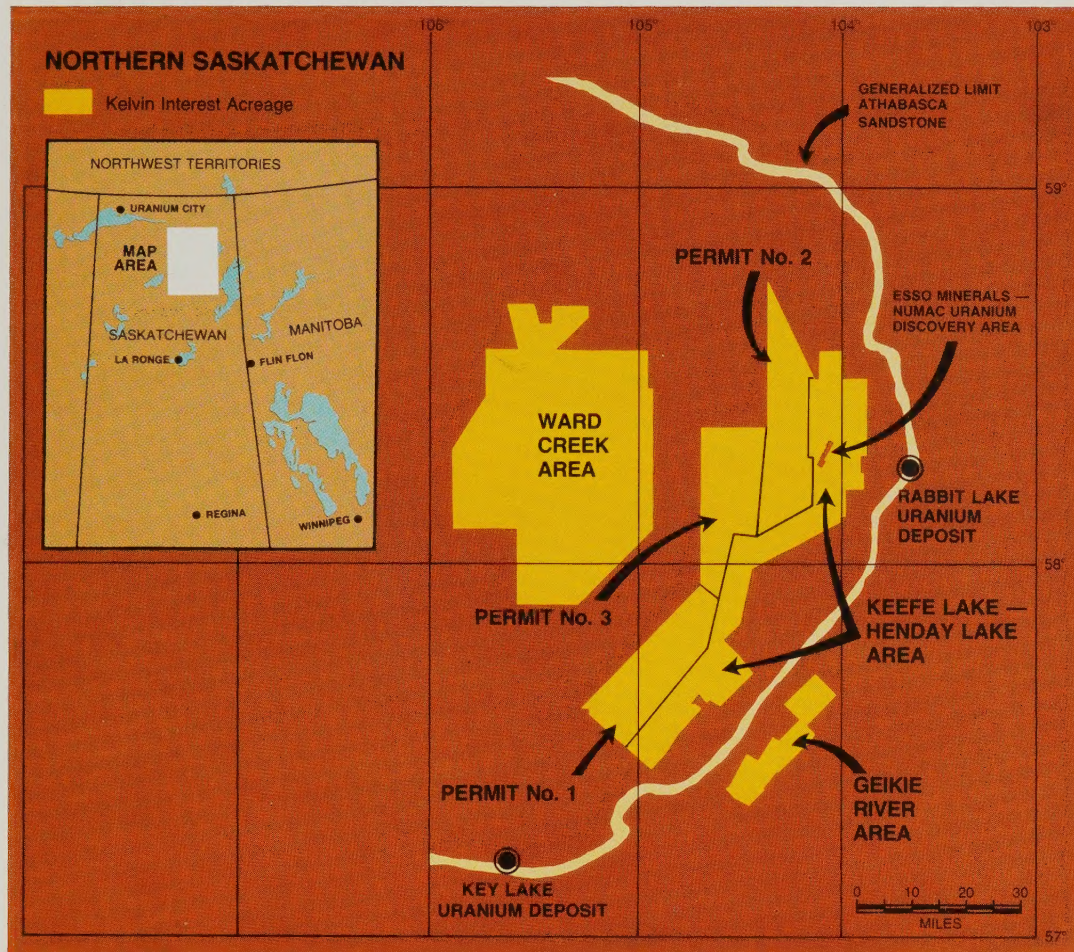 106°
105°
104°
103°
NORTHERN SASKATCHEWAN
Kelvin Interest Acreage
GENERALIZED LIMIT
ATHABASCA
SANDSTONE
NORTHWEST TERRITORIES
URANIUM CITY
MAP
AREA
SASKATCHEWAN
MANITOBA
LA RONGE
FLIN FLON
REGINA
WINNIPEG
59°
PERMIT No. 2
ESSO MINERALS —
NUMAC URANIUM
DISCOVERY AREA
WARD
CREEK
AREA
RABBIT LAKE
URANIUM
DEPOSIT
58°
PERMIT No. 3
KEEFE LAKE —
HENDAY LAKE
AREA
PERMIT No. 1
GEIKIE
RIVER
AREA
KEY LAKE
URANIUM DEPOSIT
0 10 20 30
MILES
57°